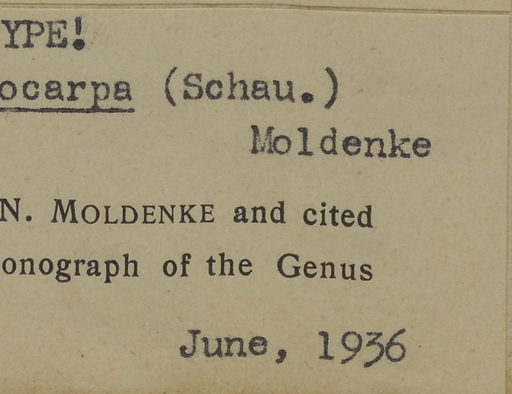 YPE!
ocarpa (Schau.)
Moldenke
N. MOLDENKE and cited
onograph of the Genus
June, 1936